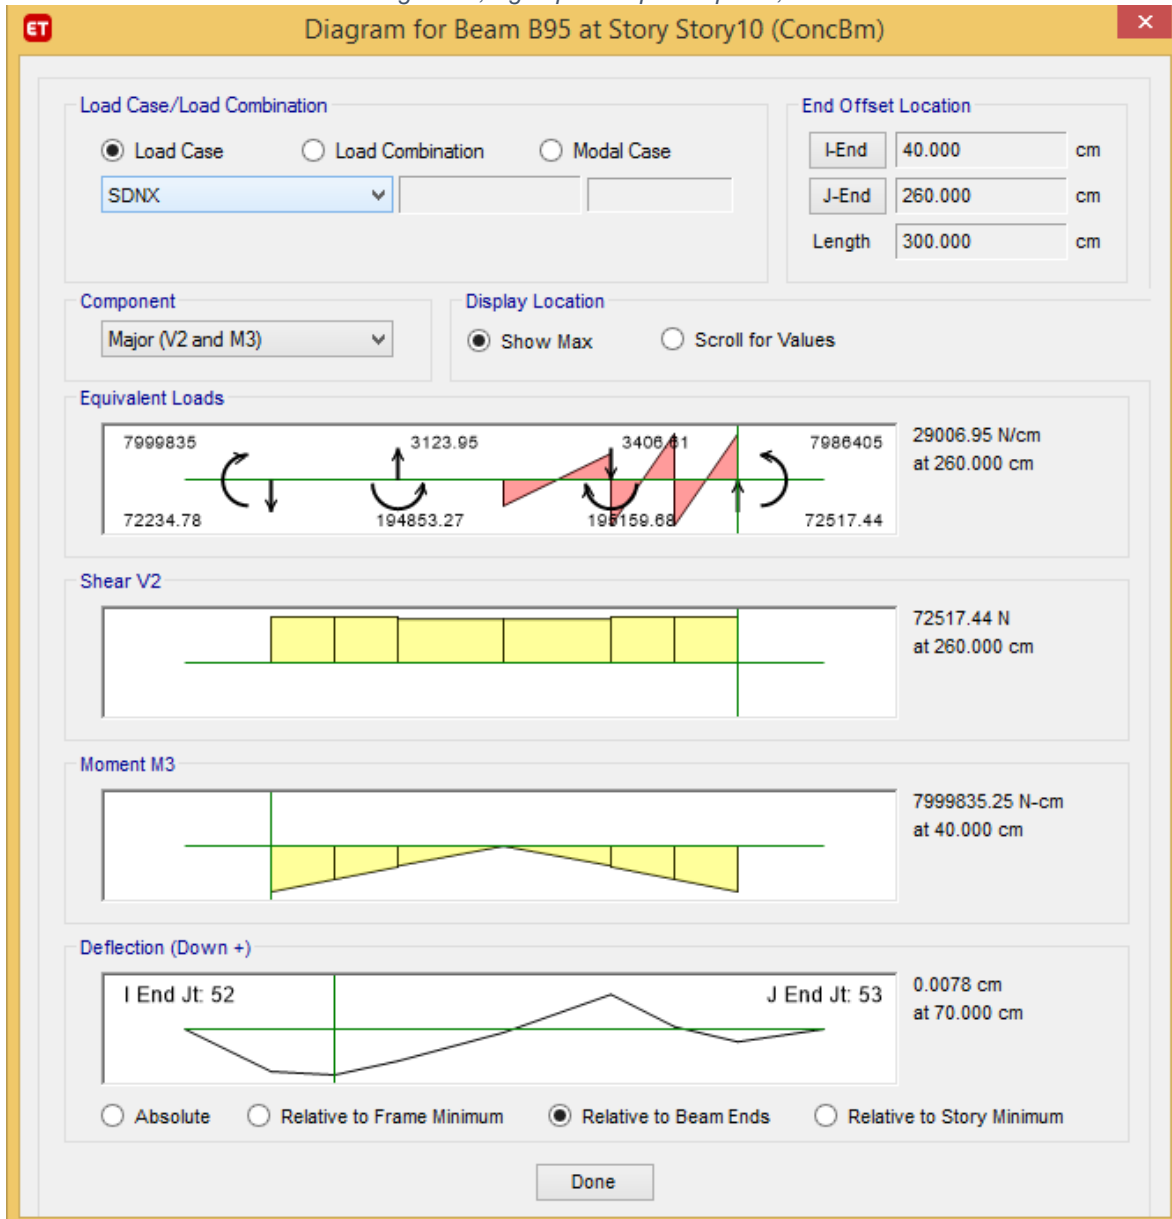 ET Diagram for Beam B95 at Story Story10 (ConcBm)
Load Case/Load Combination
Load Case Load Combination Modal Case
SDNX
End Offset Location
I-End 40.000 cm
J-End 260.000 cm
Length 300.000 cm
Component
Major (V2 and M3)
Display Location
Show Max Scroll for Values
Equivalent Loads
7999835 3123.95 3406.61 7986405
72234.78 194853.27 195159.68 72517.44
29006.95 N/cm
at 260.000 cm
Shear V2
72517.44 N
at 260.000 cm
Moment M3
7999835.25 N-cm
at 40.000 cm
Deflection (Down +)
I End Jt: 52 J End Jt: 53
0.0078 cm
at 70.000 cm
Absolute Relative to Frame Minimum Relative to Beam Ends Relative to Story Minimum
Done